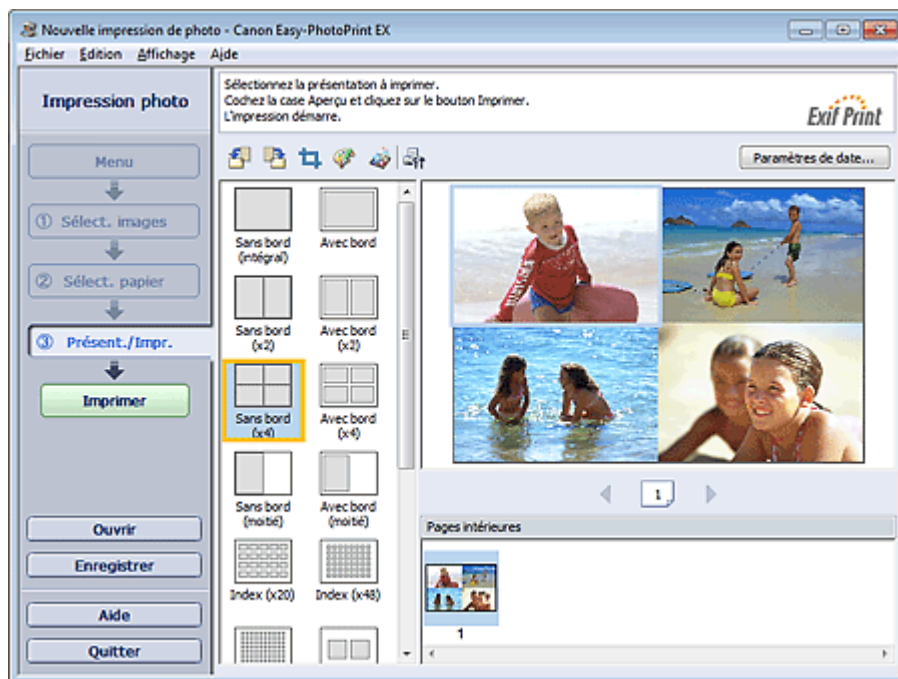 Nouvelle impression de photo - Canon Easy-PhotoPrint EX
Fichier Édition Affichage Aide
Impression photo
Sélectionnez la présentation à imprimer.
Cochez la case Aperçu et cliquez sur le bouton Imprimer.
L'impression démarre.
Exif Print
Paramètres de date...
Menu
① Sélect. images
② Sélect. papier
③ Présent./Impr.
Imprimer
Ouvrir
Enregistrer
Aide
Quitter
Sans bord (intégral)
Avec bord
Sans bord (x2)
Avec bord (x2)
Sans bord (x4)
Avec bord (x4)
Sans bord (moitié)
Avec bord (moitié)
Index (x20)
Index (x48)
1
Pages intérieures
1